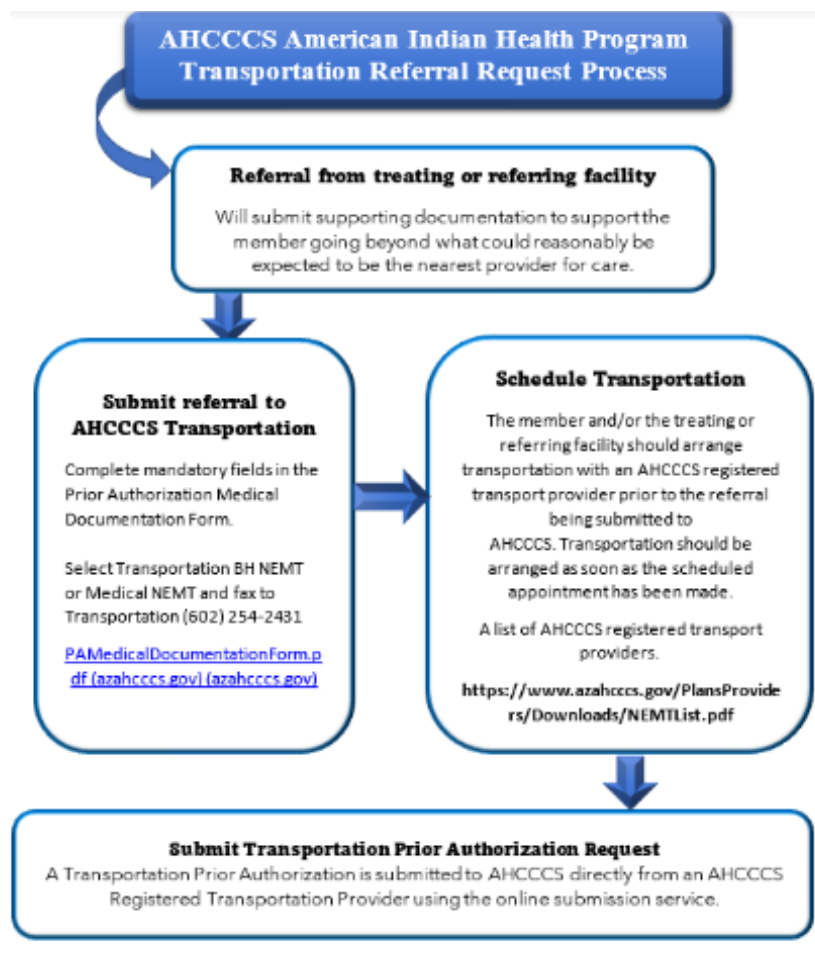 AHCCCS American Indian Health Program
Transportation Referral Request Process
Referral from treating or referring facility
Will submit supporting documentation to support the
member going beyond what could reasonably be
expected to be the nearest provider for care.
Submit referral to
AHCCCS Transportation
Complete mandatory fields in the
Prior Authorization Medical
Documentation Form.
Select Transportation BH NEMT
or Medical NEMT and fax to
Transportation (602) 254-2431
PAMedicalDocumentationForm.p
df (azahcccs.gov) (azahcccs.gov)
Schedule Transportation
The member and/or the treating or
referring facility should arrange
transportation with an AHCCCS registered
transport provider prior to the referral
being submitted to
AHCCCS. Transportation should be
arranged as soon as the scheduled
appointment has been made.
A list of AHCCCS registered transport
providers.
https://www.azahcccs.gov/PlansProvide
rs/Downloads/NEMTList.pdf
Submit Transportation Prior Authorization Request
A Transportation Prior Authorization is submitted to AHCCCS directly from an AHCCCS
Registered Transportation Provider using the online submission service.